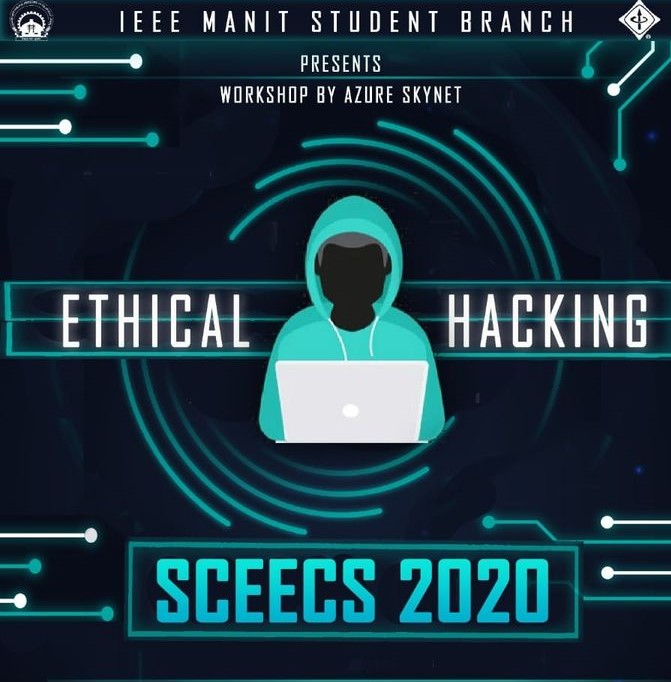 IEEE MANIT STUDENT BRANCH
PRESENTS
WORKSHOP BY AZURE SKYNET
ETHICAL HACKING
SCEECS 2020